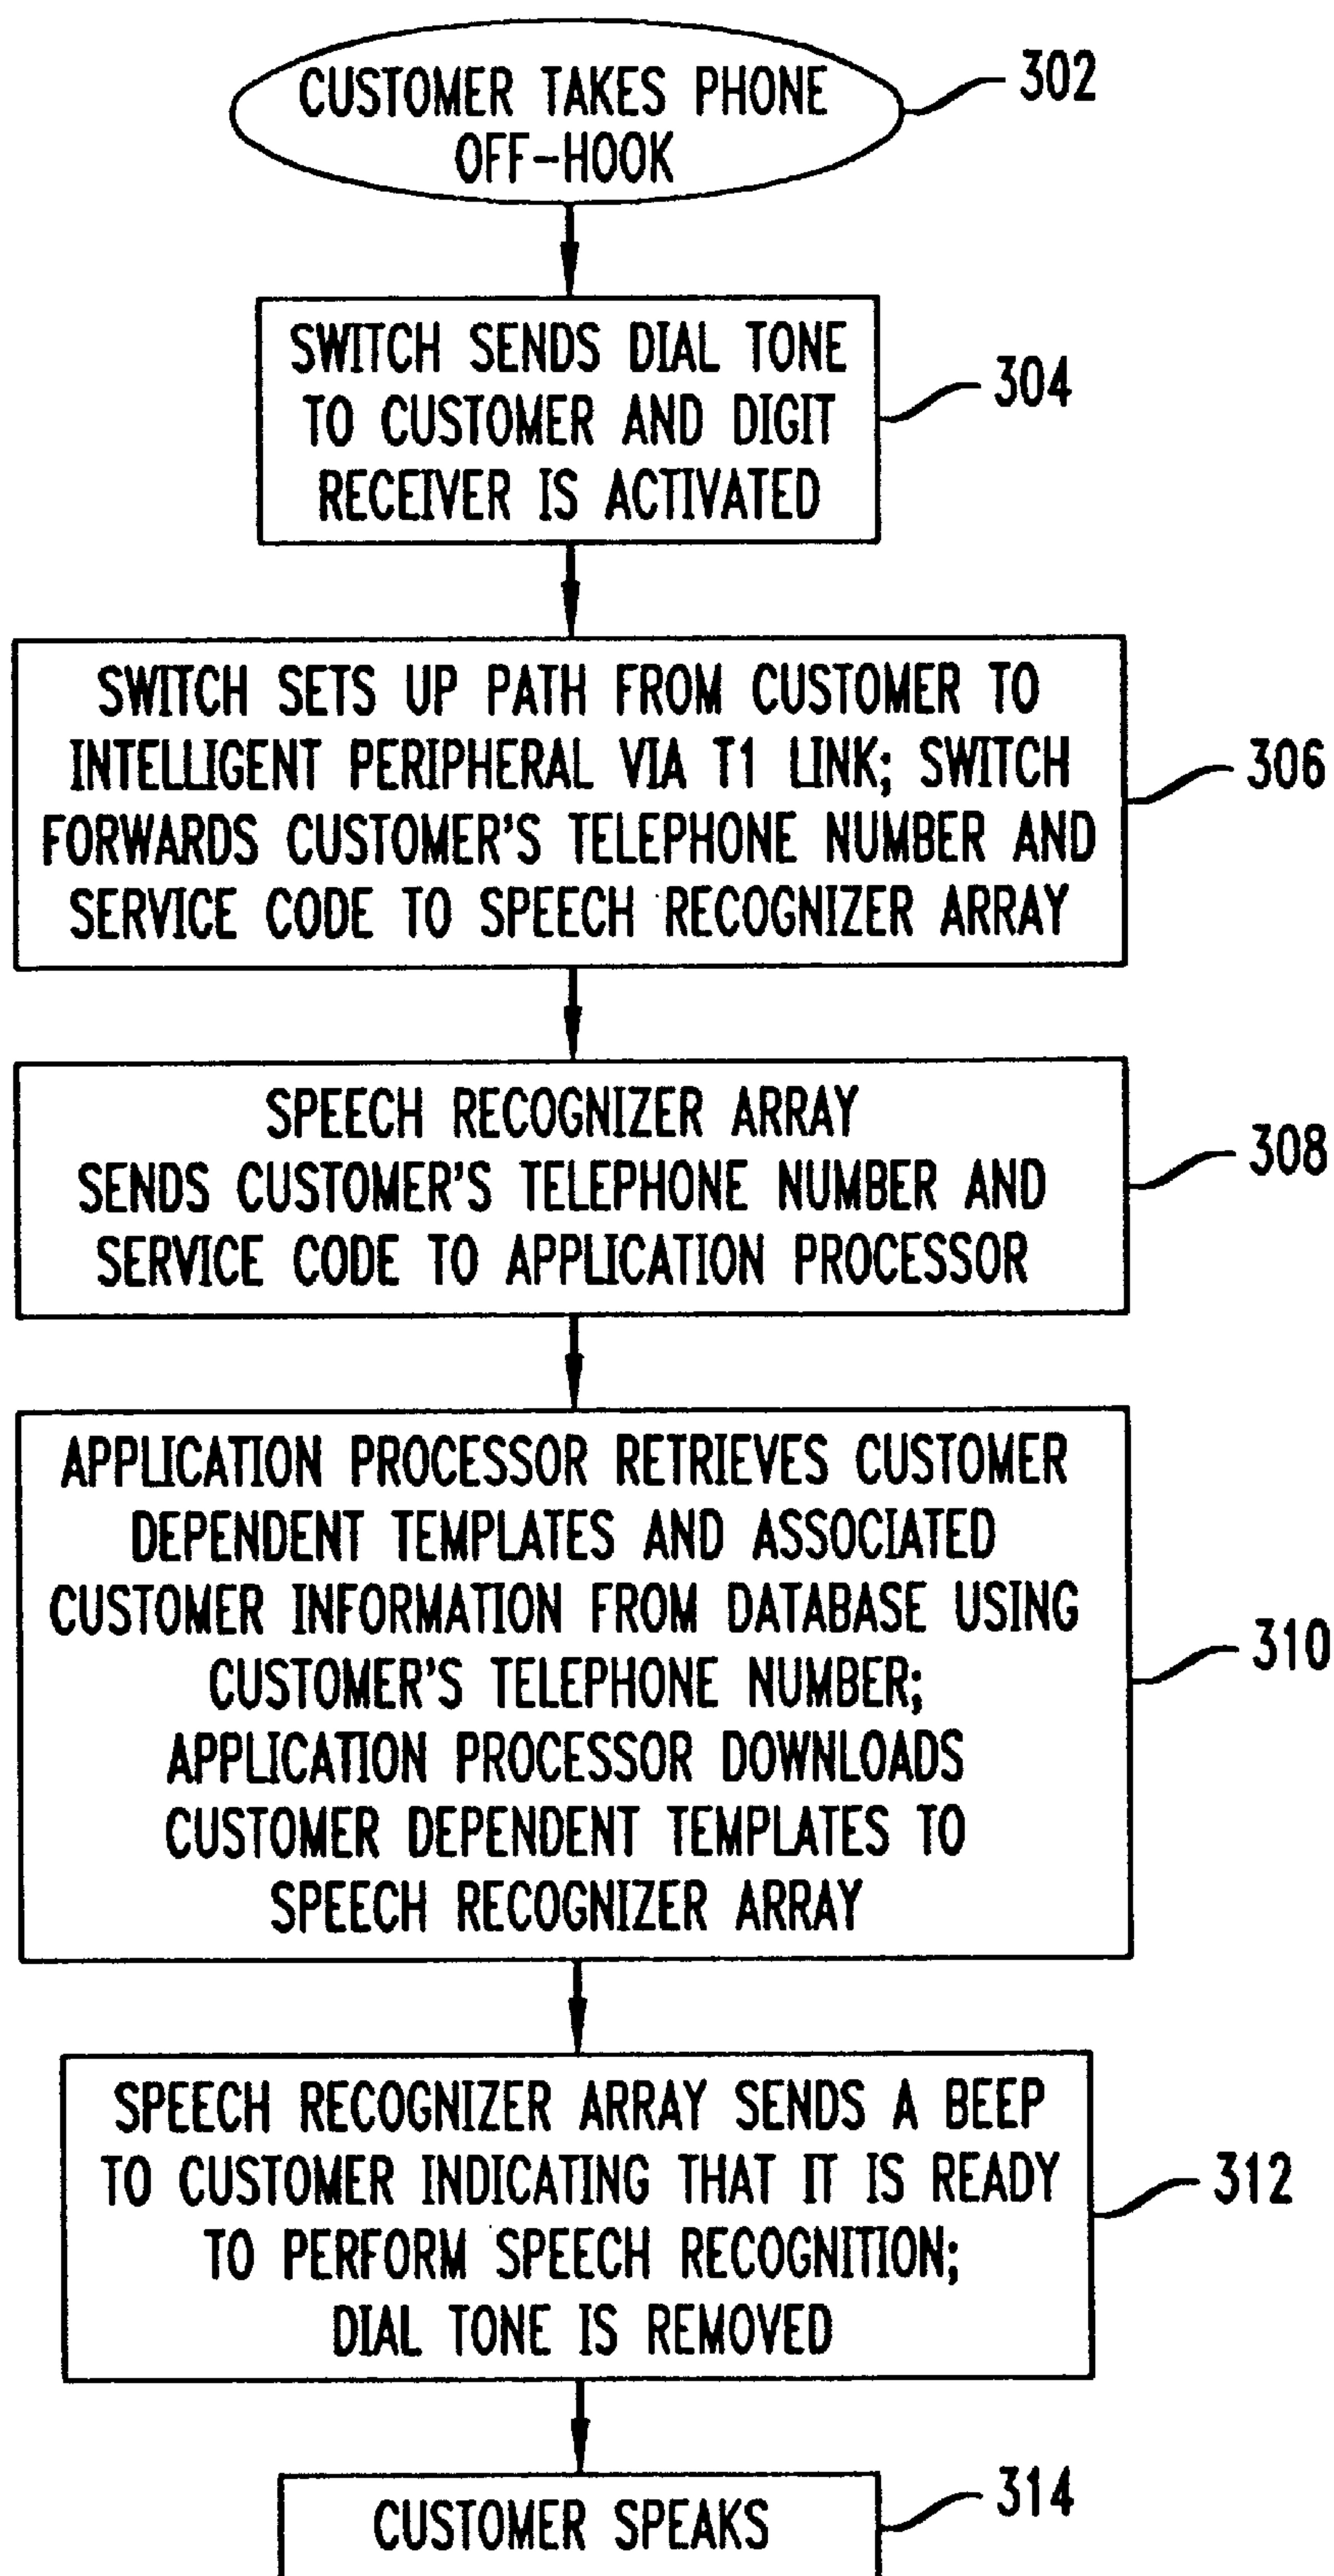 CUSTOMER TAKES PHONE
OFF-HOOK
302
SWITCH SENDS DIAL TONE
TO CUSTOMER AND DIGIT
RECEIVER IS ACTIVATED
304
SWITCH SETS UP PATH FROM CUSTOMER TO
INTELLIGENT PERIPHERAL VIA T1 LINK; SWITCH
FORWARDS CUSTOMER'S TELEPHONE NUMBER AND
SERVICE CODE TO SPEECH RECOGNIZER ARRAY
306
SPEECH RECOGNIZER ARRAY
SENDS CUSTOMER'S TELEPHONE NUMBER AND
SERVICE CODE TO APPLICATION PROCESSOR
308
APPLICATION PROCESSOR RETRIEVES CUSTOMER
DEPENDENT TEMPLATES AND ASSOCIATED
CUSTOMER INFORMATION FROM DATABASE USING
CUSTOMER'S TELEPHONE NUMBER;
APPLICATION PROCESSOR DOWNLOADS
CUSTOMER DEPENDENT TEMPLATES TO
SPEECH RECOGNIZER ARRAY
310
SPEECH RECOGNIZER ARRAY SENDS A BEEP
TO CUSTOMER INDICATING THAT IT IS READY
TO PERFORM SPEECH RECOGNITION;
DIAL TONE IS REMOVED
312
CUSTOMER SPEAKS
314